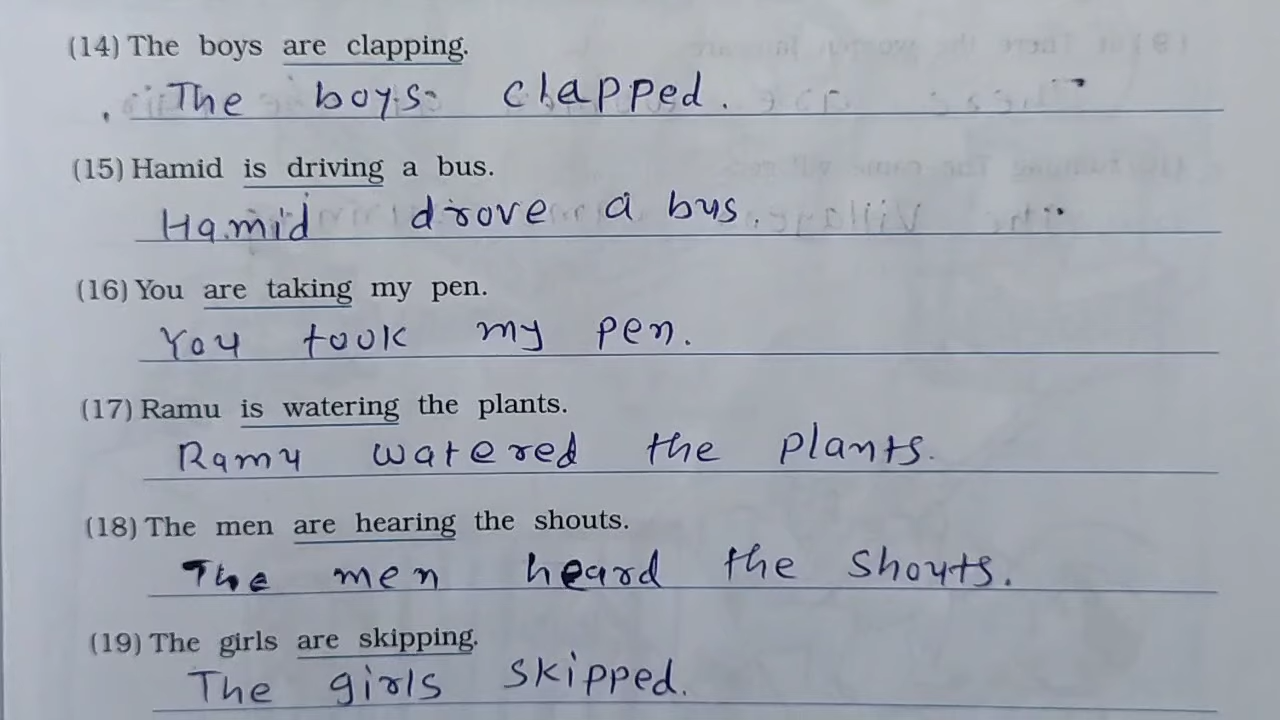 (14) The boys are clapping.
The boys clapped.
(15) Hamid is driving a bus.
Hamid drove a bus.
(16) You are taking my pen.
You took my pen.
(17) Ramu is watering the plants.
Ramu watered the plants.
(18) The men are hearing the shouts.
The men heard the shouts.
(19) The girls are skipping.
The girls skipped.